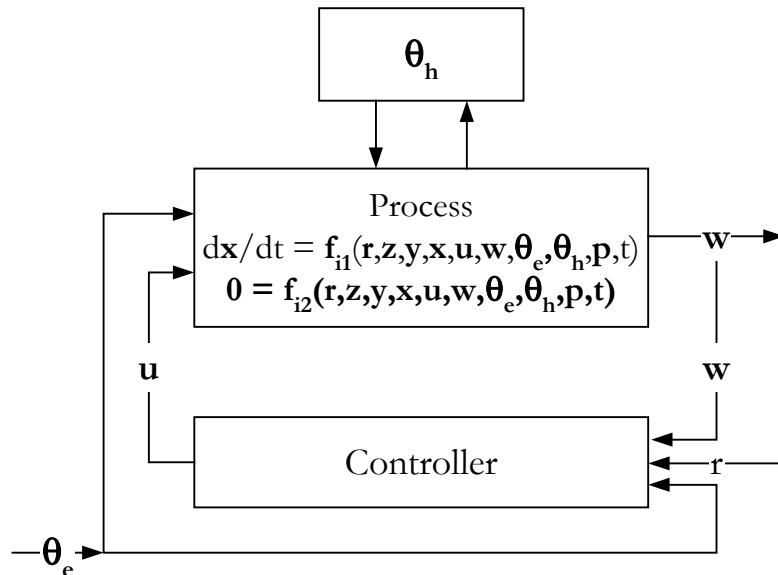 θh
Process
dx/dt = fi1(r,z,y,x,u,w,θe,θh,p,t)
0 = fi2(r,z,y,x,u,w,θe,θh,p,t)
w
u
w
Controller
r
θe